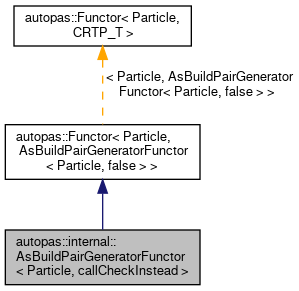 autopas::Functor< Particle,
CRTP_T >
< Particle, AsBuildPairGenerator
Functor< Particle, false > >
autopas::Functor< Particle,
AsBuildPairGeneratorFunctor
< Particle, false > >
autopas::internal::
AsBuildPairGeneratorFunctor
< Particle, callCheckInstead >